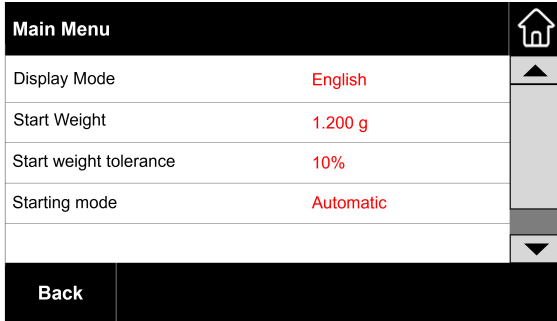 Main Menu
Display Mode English
Start Weight 1.200 g
Start weight tolerance 10%
Starting mode Automatic
Back